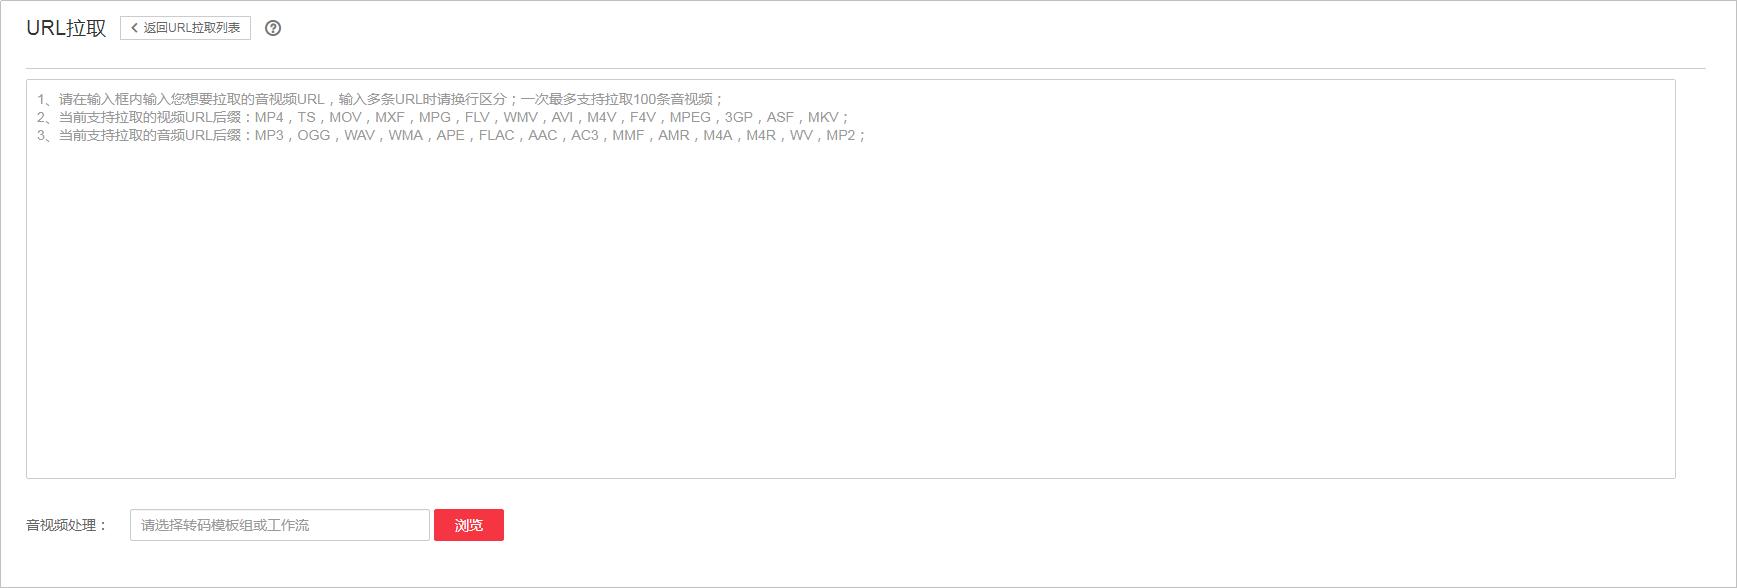 URL拉取
返回URL拉取列表
1、请在输入框内输入您想要拉取的音视频URL，输入多条URL时请换行区分；一次最多支持拉取100条音视频；
2、当前支持拉取的视频URL后缀：MP4，TS，MOV，MXF，MPG，FLV，WMV，AVI，M4V，F4V，MPEG，3GP，ASF，MKV；
3、当前支持拉取的音频URL后缀：MP3，OGG，WAV，WMA，APE，FLAC，AAC，AC3，MMF，AMR，M4A，M4R，WV，MP2；
音视频处理：
请选择转码模板组或工作流
浏览